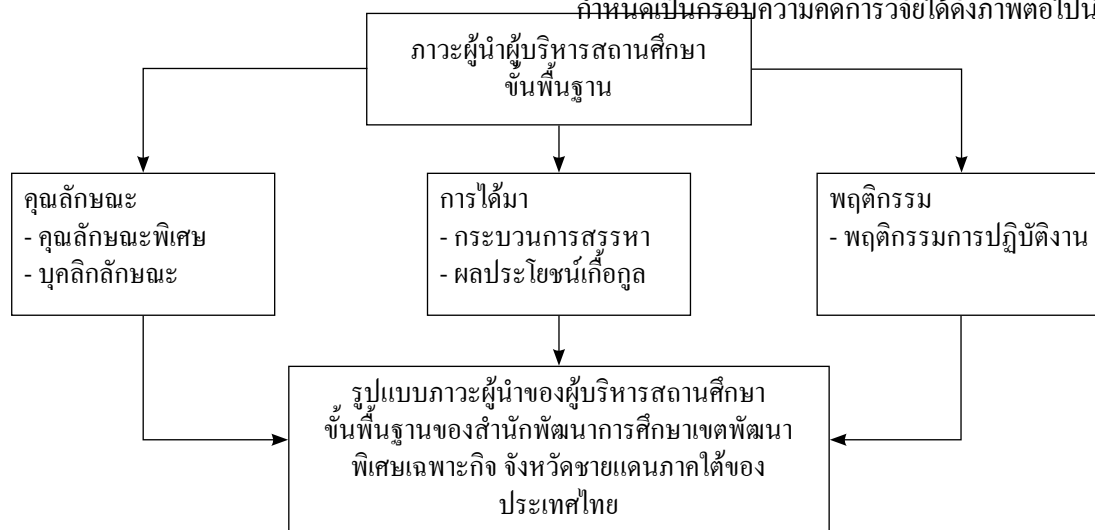 กำหนดเป็นกรอบความคิดการวิจัยได้ดังภาพต่อไปนี้
ภาวะผู้นำผู้บริหารสถานศึกษา
ขั้นพื้นฐาน
คุณลักษณะ
- คุณลักษณะพิเศษ
- บุคลิกลักษณะ
การได้มา
- กระบวนการสรรหา
- ผลประโยชน์เกื้อกูล
พฤติกรรม
- พฤติกรรมการปฏิบัติงาน
รูปแบบภาวะผู้นำของผู้บริหารสถานศึกษา
ขั้นพื้นฐานของสำนักพัฒนาการศึกษาเขตพัฒนา
พิเศษเฉพาะกิจ จังหวัดชายแดนภาคใต้ของ
ประเทศไทย